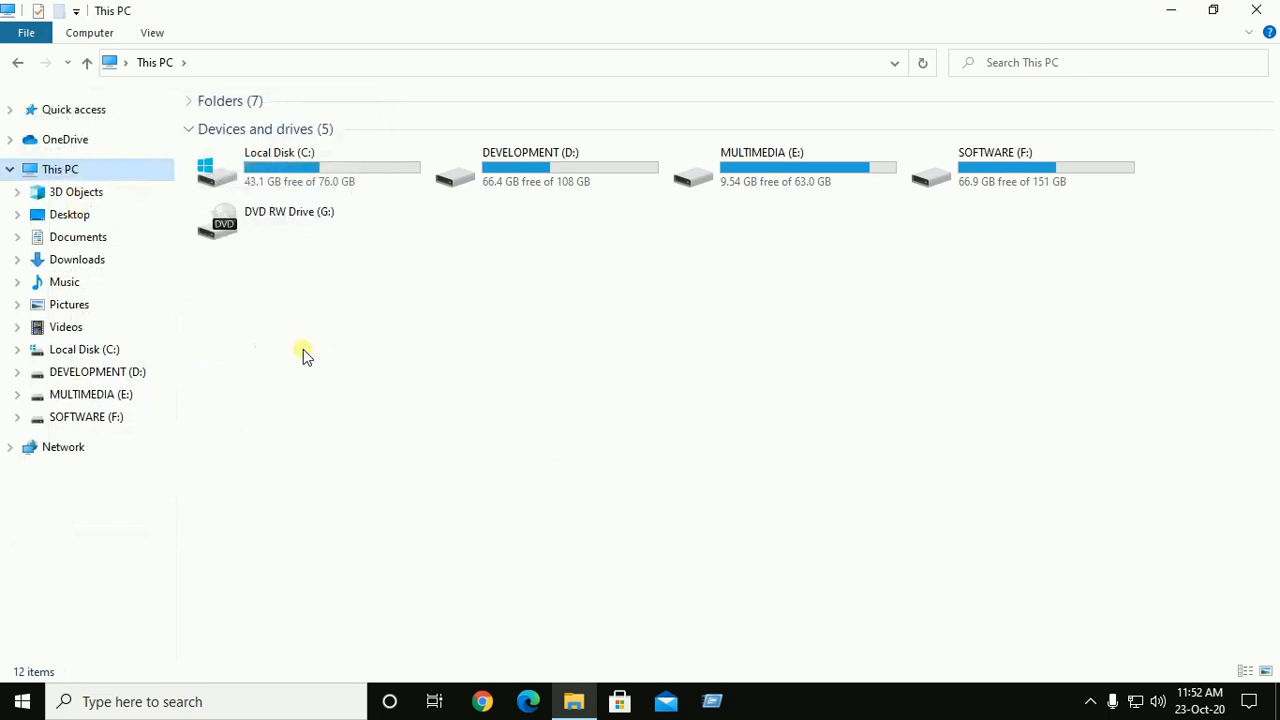 This PC
File Computer View
This PC
Search This PC
Quick access
OneDrive
This PC
3D Objects
Desktop
Documents
Downloads
Music
Pictures
Videos
Local Disk (C:)
DEVELOPMENT (D:)
MULTIMEDIA (E:)
SOFTWARE (F:)
Network
Folders (7)
Devices and drives (5)
Local Disk (C:)
43.1 GB free of 76.0 GB
DEVELOPMENT (D:)
66.4 GB free of 108 GB
MULTIMEDIA (E:)
9.54 GB free of 63.0 GB
SOFTWARE (F:)
66.9 GB free of 151 GB
DVD
DVD RW Drive (G:)
12 items
Type here to search
11:52 AM
23-Oct-20